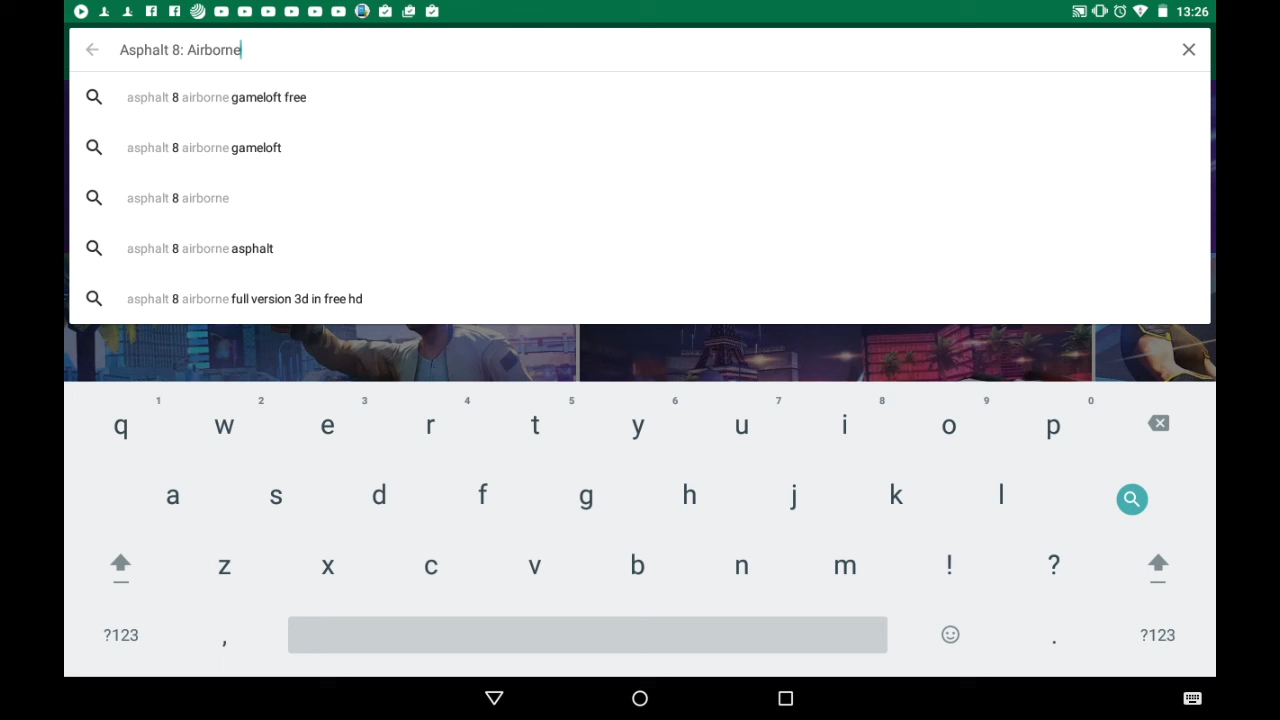 13:26
Asphalt 8: Airborne
asphalt 8 airborne gameloft free
asphalt 8 airborne gameloft
asphalt 8 airborne
asphalt 8 airborne asphalt
asphalt 8 airborne full version 3d in free hd
1 2 3 4 5 6 7 8 9 0
q w e r t y u i o p
a s d f g h j k l
z x c v b n m ! ?
?123 , . ?123